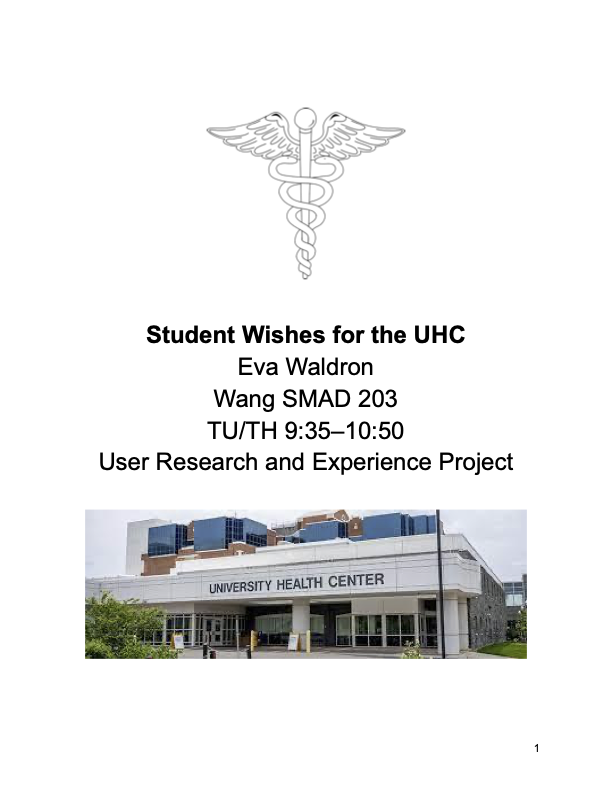 Student Wishes for the UHC
Eva Waldron
Wang SMAD 203
TU/TH 9:35–10:50
User Research and Experience Project
UNIVERSITY HEALTH CENTER
1